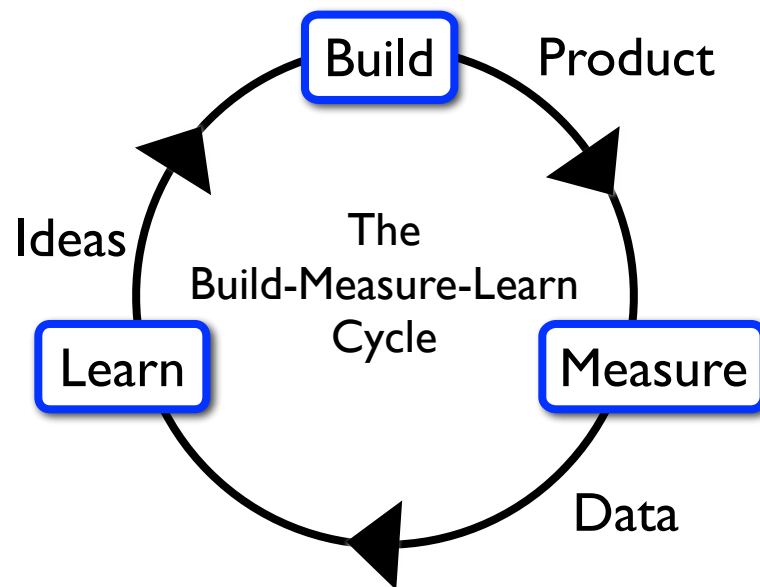 Build
Product
Ideas
The
Build-Measure-Learn
Cycle
Learn
Measure
Data